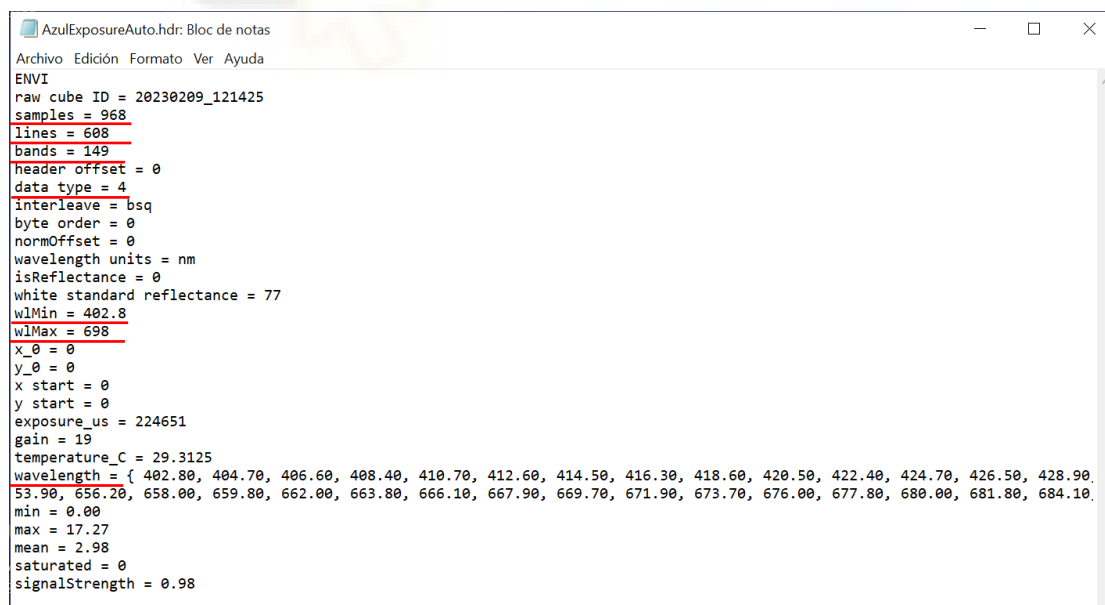 AzulExposureAuto.hdr: Bloc de notas
Archivo Edición Formato Ver Ayuda
ENVI
raw cube ID = 20230209_121425
samples = 968
lines = 608
bands = 149
header offset = 0
data type = 4
interleave = bsq
byte order = 0
normOffset = 0
wavelength units = nm
isReflectance = 0
white standard reflectance = 77
wlMin = 402.8
wlMax = 698
x_0 = 0
y_0 = 0
x start = 0
y start = 0
exposure_us = 224651
gain = 19
temperature_C = 29.3125
wavelength = { 402.80, 404.70, 406.60, 408.40, 410.70, 412.60, 414.50, 416.30, 418.60, 420.50, 422.40, 424.70, 426.50, 428.90,
53.90, 656.20, 658.00, 659.80, 662.00, 663.80, 666.10, 667.90, 669.70, 671.90, 673.70, 676.00, 677.80, 680.00, 681.80, 684.10,
min = 0.00
max = 17.27
mean = 2.98
saturated = 0
signalStrength = 0.98